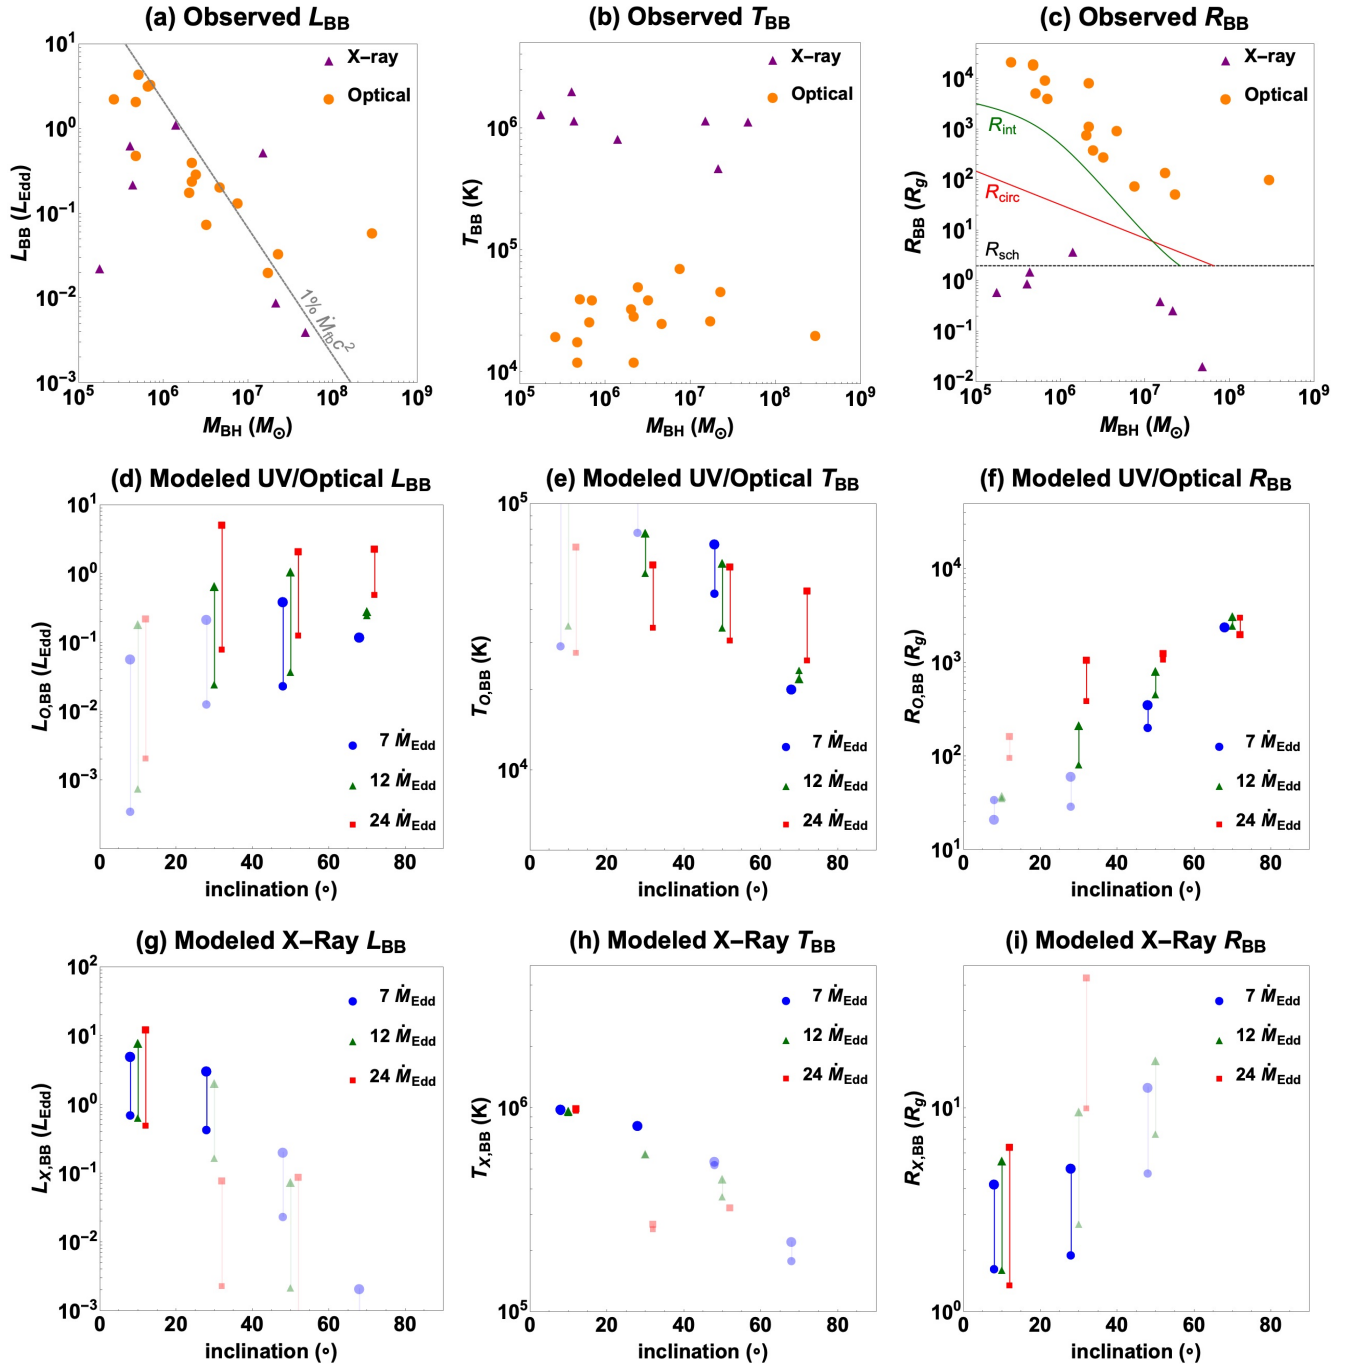 (a) Observed L_BB
(b) Observed T_BB
(c) Observed R_BB
10^1
10^0
10^−1
10^−2
10^−3
L_BB (L_Edd)
X−ray
Optical
1% Ṁ_fb c^2
10^5 10^6 10^7 10^8 10^9
M_BH (M_⊙)
10^6
10^5
10^4
T_BB (K)
X−ray
Optical
10^5 10^6 10^7 10^8 10^9
M_BH (M_⊙)
10^4
10^3
10^2
10^1
10^0
10^−1
10^−2
R_BB (R_g)
X−ray
Optical
R_int
R_circ
R_sch
10^5 10^6 10^7 10^8 10^9
M_BH (M_⊙)
(d) Modeled UV/Optical L_BB
(e) Modeled UV/Optical T_BB
(f) Modeled UV/Optical R_BB
10^1
10^0
10^−1
10^−2
10^−3
L_O,BB (L_Edd)
7 Ṁ_Edd
12 Ṁ_Edd
24 Ṁ_Edd
0 20 40 60 80
inclination (°)
10^5
10^4
T_O,BB (K)
7 Ṁ_Edd
12 Ṁ_Edd
24 Ṁ_Edd
0 20 40 60 80
inclination (°)
10^4
10^3
10^2
10^1
R_O,BB (R_g)
7 Ṁ_Edd
12 Ṁ_Edd
24 Ṁ_Edd
0 20 40 60 80
inclination (°)
(g) Modeled X−Ray L_BB
(h) Modeled X−Ray T_BB
(i) Modeled X−Ray R_BB
10^2
10^1
10^0
10^−1
10^−2
10^−3
L_X,BB (L_Edd)
7 Ṁ_Edd
12 Ṁ_Edd
24 Ṁ_Edd
0 20 40 60 80
inclination (°)
10^6
10^5
T_X,BB (K)
7 Ṁ_Edd
12 Ṁ_Edd
24 Ṁ_Edd
0 20 40 60 80
inclination (°)
10^1
10^0
R_X,BB (R_g)
7 Ṁ_Edd
12 Ṁ_Edd
24 Ṁ_Edd
0 20 40 60 80
inclination (°)